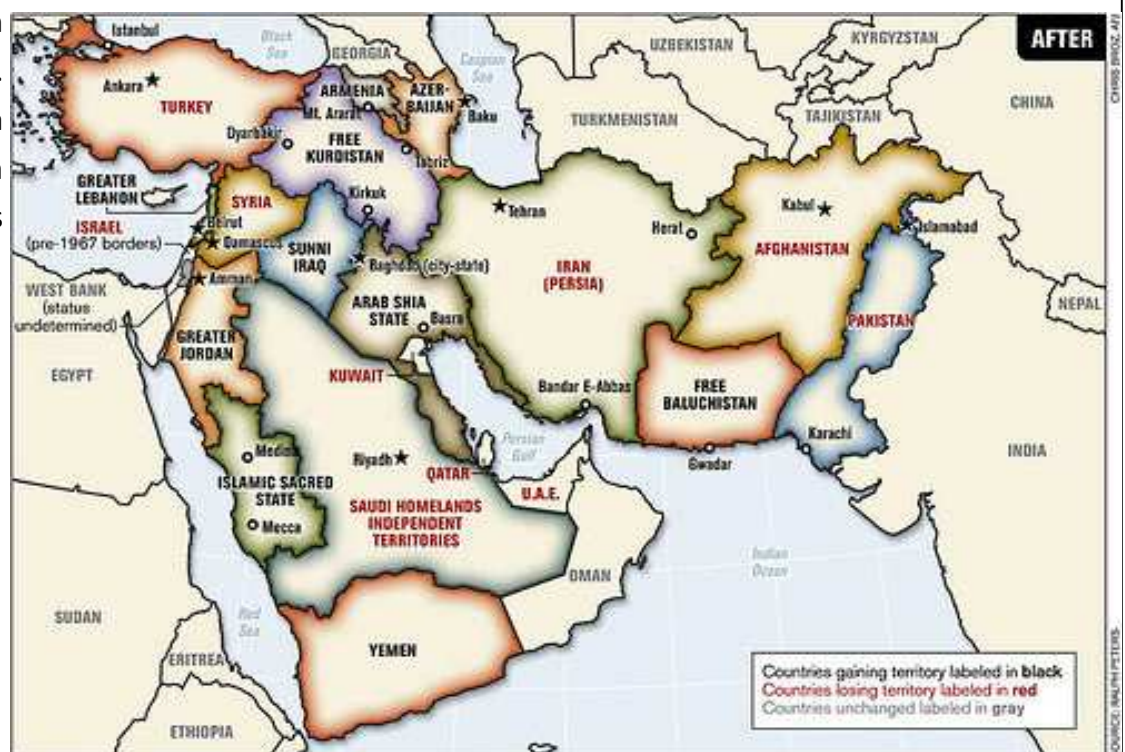 AFTER
CHRIS BROZ, AFJ
Istanbul
Black
Sea
GEORGIA
Caspian
Sea
UZBEKISTAN
KYRGYZSTAN
Ankara
TURKEY
ARMENIA
AZER-
BAIJAN
Mt. Ararat
Baku
TURKMENISTAN
TAJIKISTAN
CHINA
Dyarbakir
FREE
KURDISTAN
Tabriz
GREATER
LEBANON
SYRIA
Kirkuk
Tehran
Kabul
Islamabad
ISRAEL
(pre-1967 borders)
Beirut
Damascus
SUNNI
IRAQ
Herat
AFGHANISTAN
Baghdad (city-state)
IRAN
(PERSIA)
WEST BANK
(status
undetermined)
Amman
ARAB SHIA
STATE
Basra
PAKISTAN
NEPAL
GREATER
JORDAN
EGYPT
KUWAIT
Bandar E-Abbas
FREE
BALUCHISTAN
Persian
Gulf
Karachi
Gwadar
INDIA
Medina
Riyadh
QATAR
U.A.E.
ISLAMIC SACRED
STATE
Mecca
SAUDI HOMELANDS
INDEPENDENT
TERRITORIES
OMAN
Indian
Ocean
SUDAN
Red
Sea
YEMEN
ERITREA
ETHIOPIA
Countries gaining territory labeled in black
Countries losing territory labeled in red
Countries unchanged labeled in gray
SOURCE: RALPH PETERS